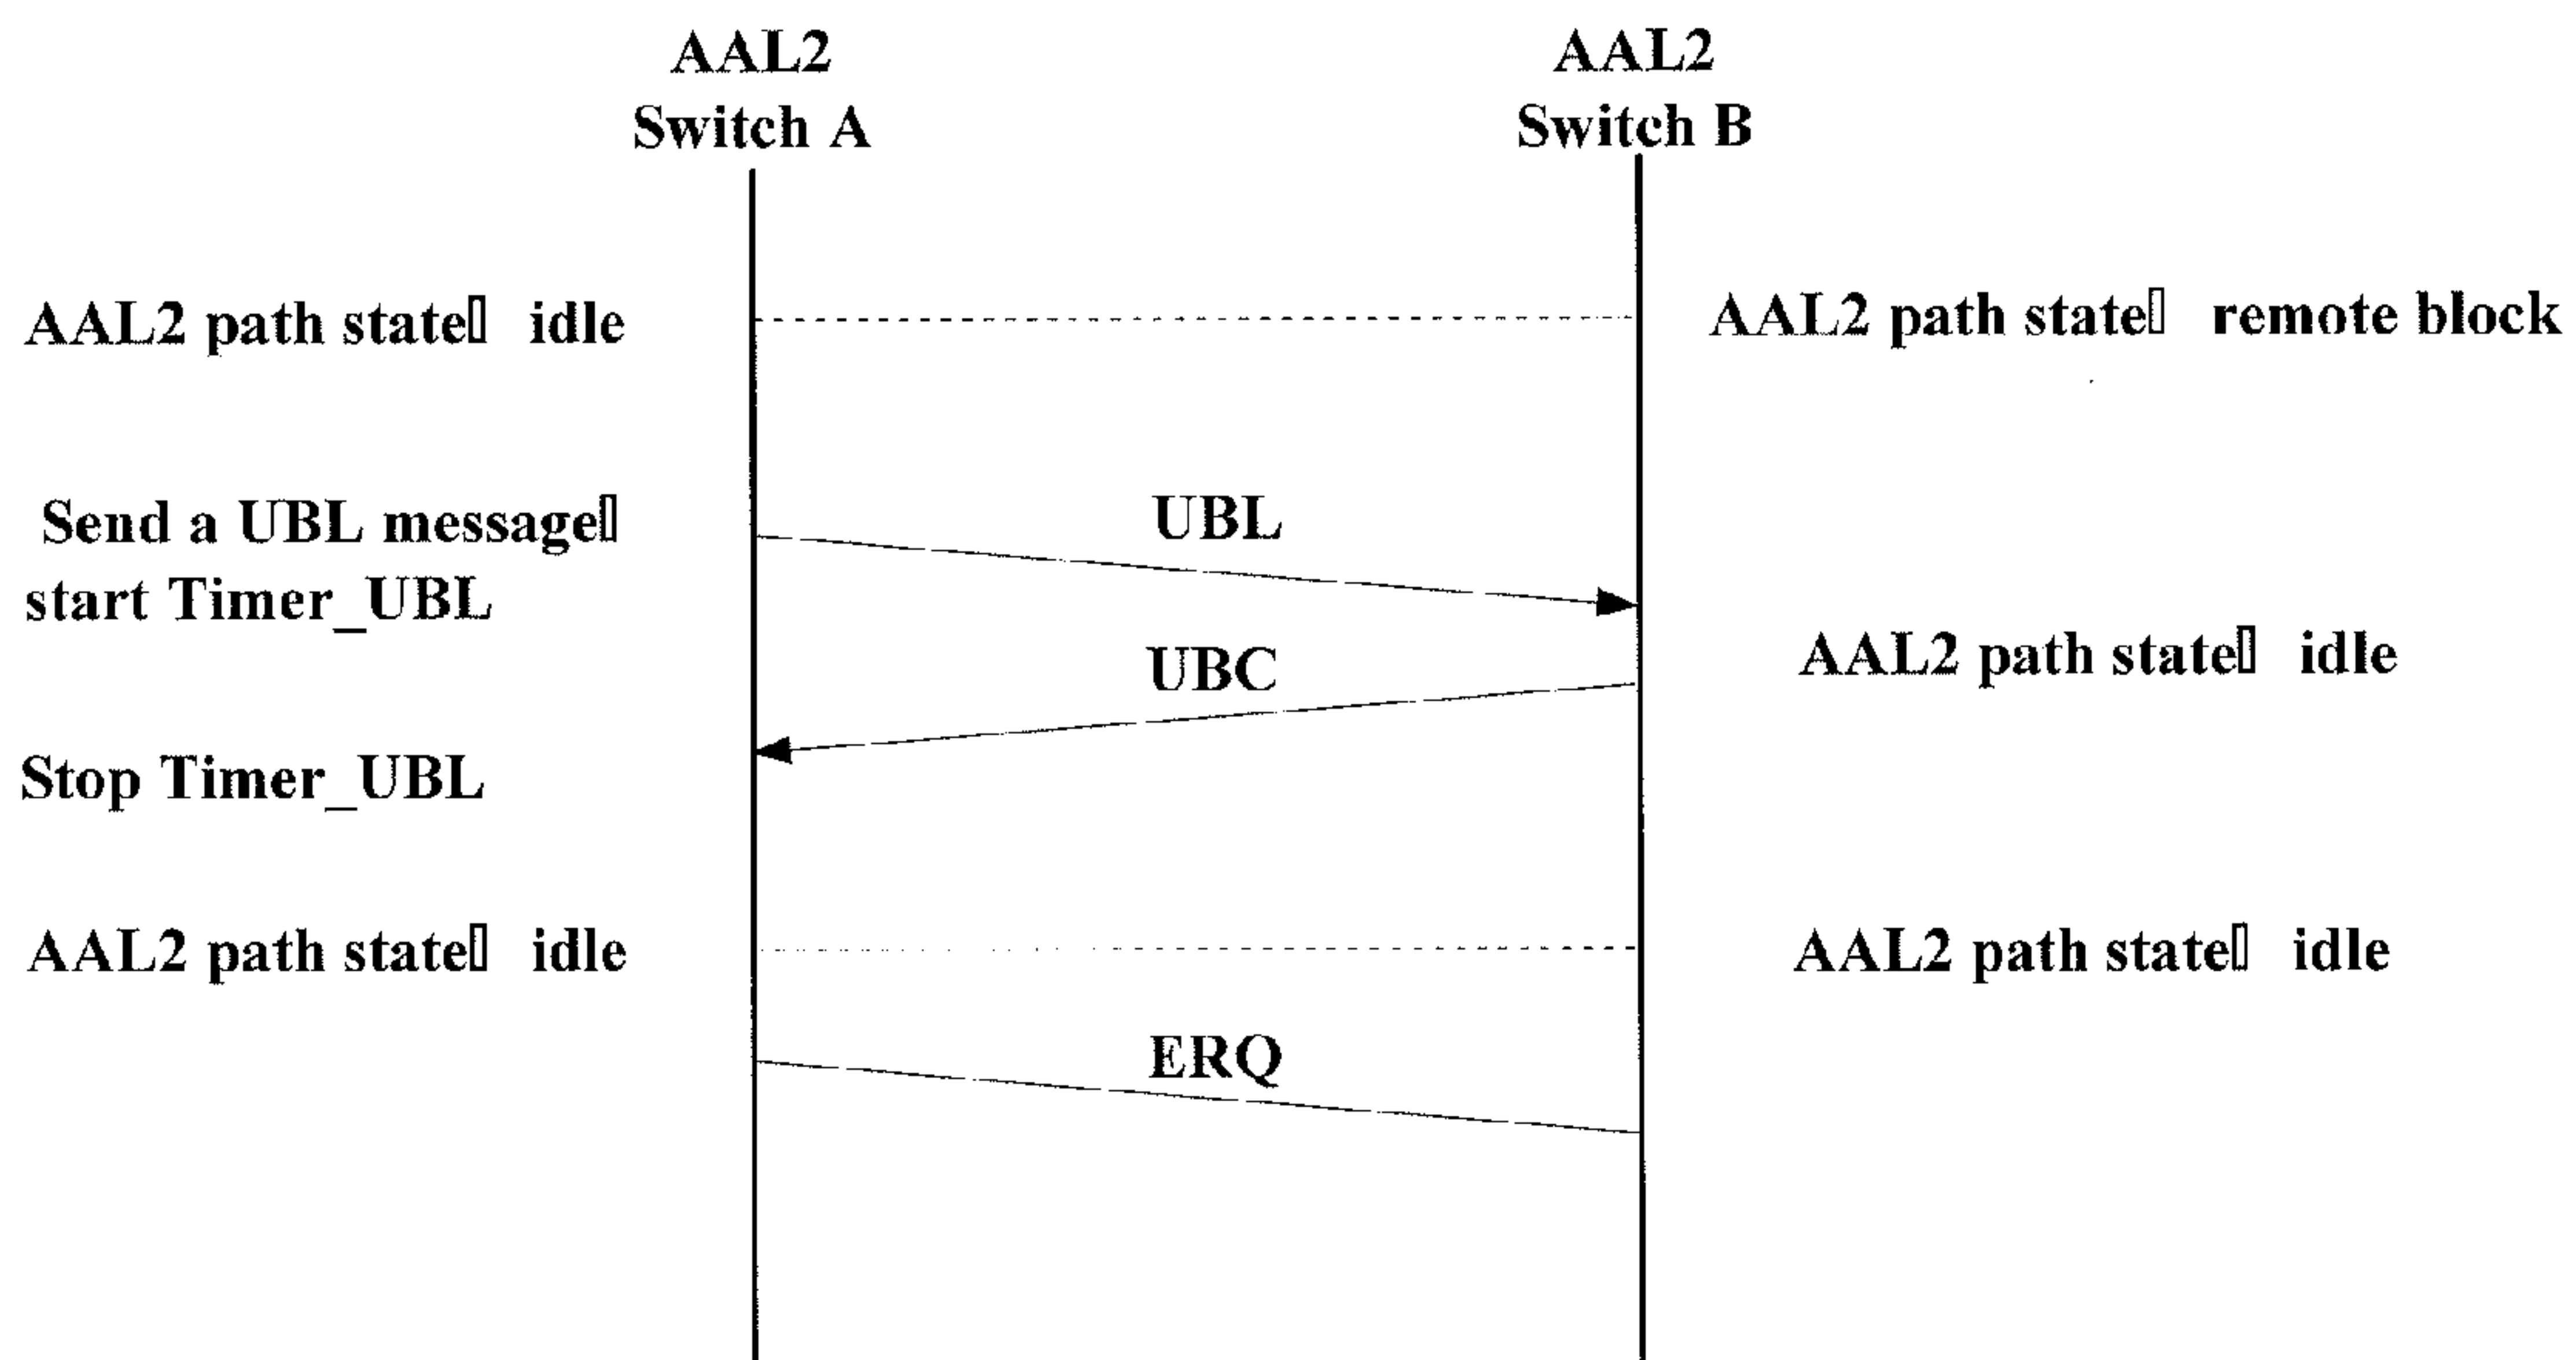 AAL2
Switch A
AAL2
Switch B
AAL2 path state▯ idle
AAL2 path state▯ remote block
Send a UBL message▯
start Timer_UBL
UBL
UBC
AAL2 path state▯ idle
Stop Timer_UBL
AAL2 path state▯ idle
AAL2 path state▯ idle
ERQ